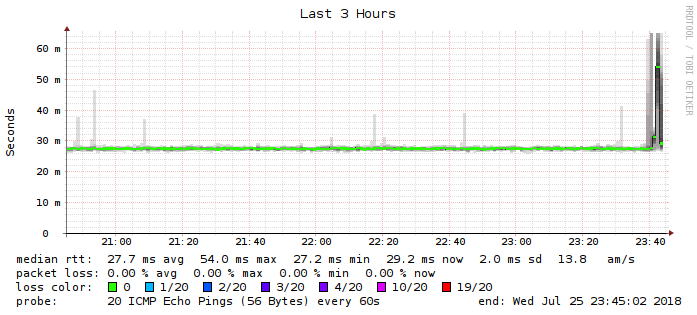 Last 3 Hours
RRDTOOL / TOBI OETIKER
Seconds
60 m
50 m
40 m
30 m
20 m
10 m
0
21:00 21:20 21:40 22:00 22:20 22:40 23:00 23:20 23:40
median rtt: 27.7 ms avg 54.0 ms max 27.2 ms min 29.2 ms now 2.0 ms sd 13.8 am/s
packet loss: 0.00 % avg 0.00 % max 0.00 % min 0.00 % now
loss color: 0 1/20 2/20 3/20 4/20 10/20 19/20
probe: 20 ICMP Echo Pings (56 Bytes) every 60s end: Wed Jul 25 23:45:02 2018